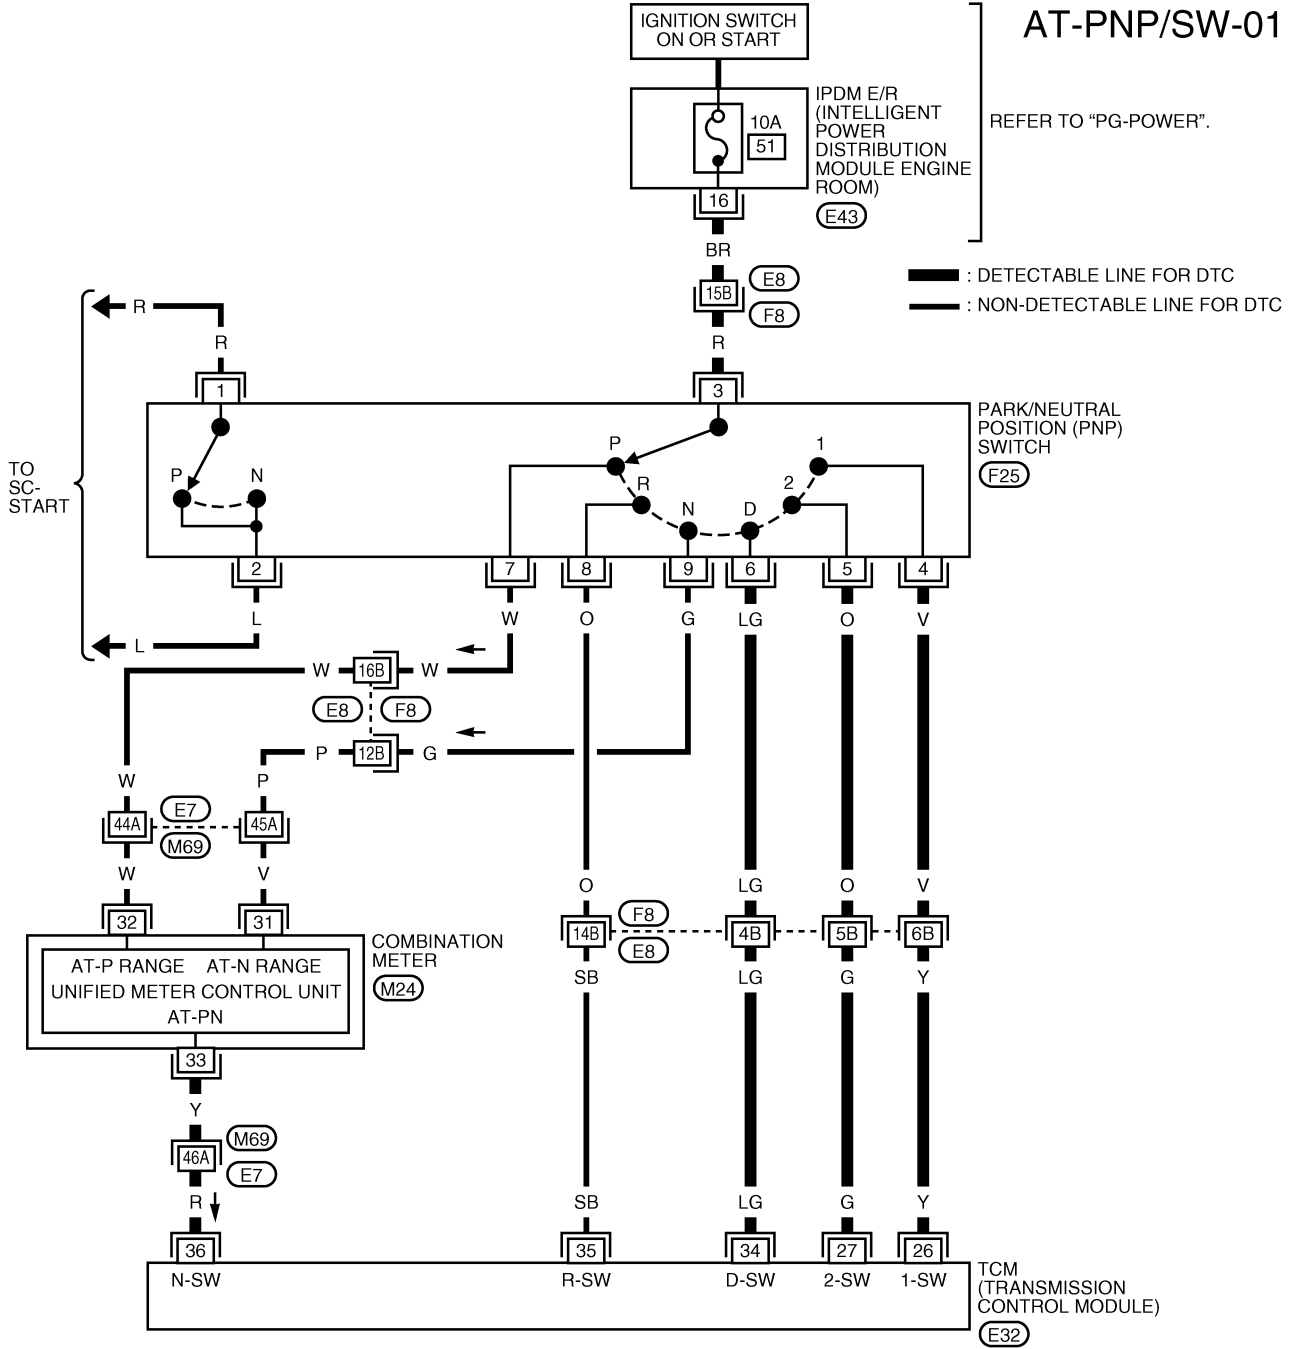 IGNITION SWITCH
ON OR START
AT-PNP/SW-01
IPDM E/R
(INTELLIGENT
POWER
DISTRIBUTION
MODULE ENGINE
ROOM)
E43
10A
51
REFER TO “PG-POWER”.
16
BR
15B
E8
F8
: DETECTABLE LINE FOR DTC
: NON-DETECTABLE LINE FOR DTC
R
R
R
1
3
PARK/NEUTRAL
POSITION (PNP)
SWITCH
F25
TO
SC-
START
P
N
P
R
N
D
2
1
2
7
8
9
6
5
4
L
W
O
G
LG
O
V
L
W
16B
W
E8
F8
P
12B
G
W
P
44A
E7
M69
45A
W
V
O
LG
O
V
32
31
14B
F8
E8
4B
5B
6B
COMBINATION
METER
M24
AT-P RANGE
AT-N RANGE
UNIFIED METER CONTROL UNIT
AT-PN
SB
LG
G
Y
33
Y
46A
M69
E7
R
SB
LG
G
Y
36
35
34
27
26
N-SW
R-SW
D-SW
2-SW
1-SW
TCM
(TRANSMISSION
CONTROL MODULE)
E32